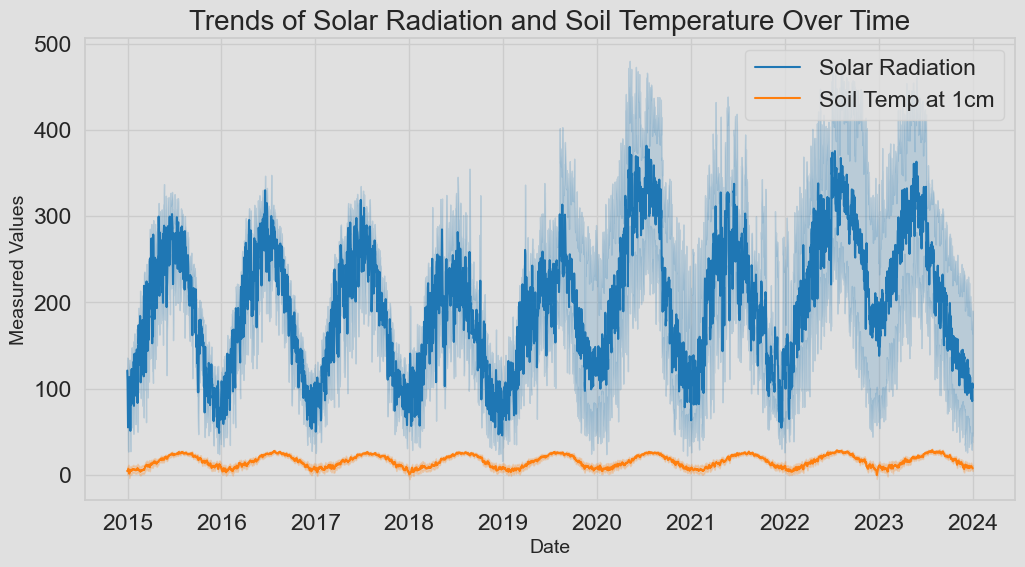 Trends of Solar Radiation and Soil Temperature Over Time
Solar Radiation
Soil Temp at 1cm
Measured Values
500
400
300
200
100
0
2015 2016 2017 2018 2019 2020 2021 2022 2023 2024
Date